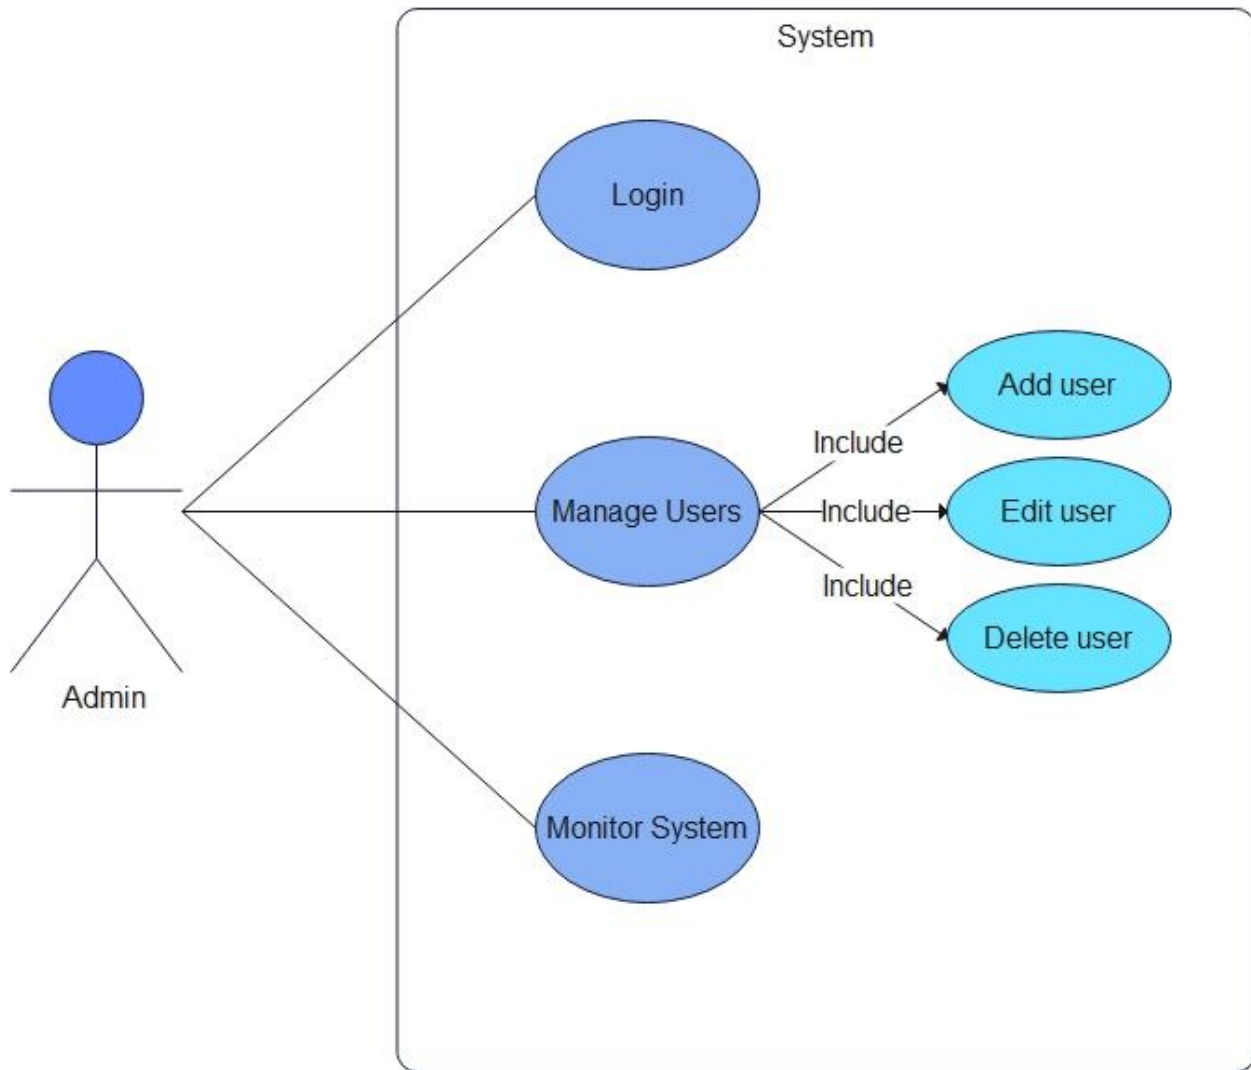 System
Login
Add user
Include
Manage Users
Include
Edit user
Include
Delete user
Admin
Monitor System